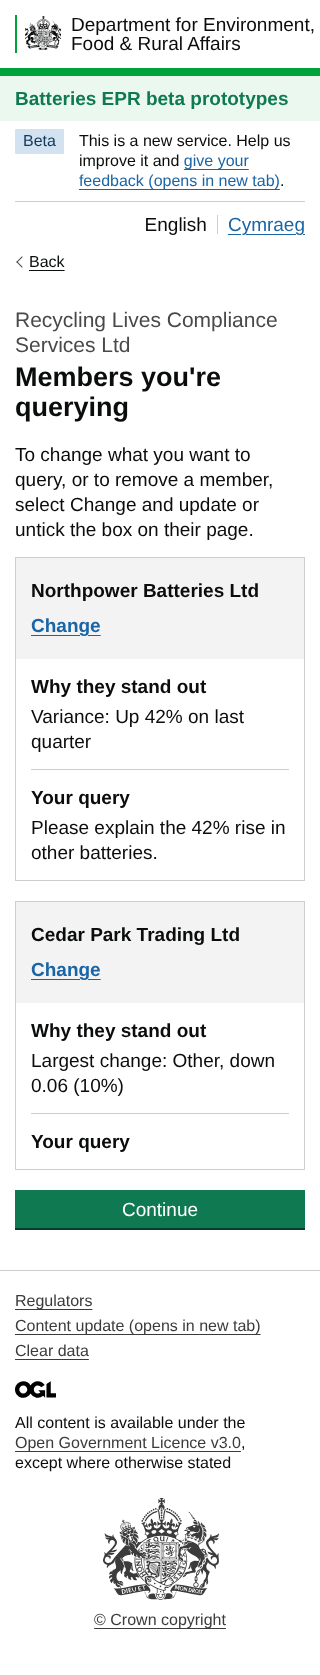 Department for Environment,
Food & Rural Affairs
Batteries EPR beta prototypes
Beta
This is a new service. Help us
improve it and give your
feedback (opens in new tab).
English
Cymraeg
Back
Recycling Lives Compliance
Services Ltd
Members you're
querying
To change what you want to
query, or to remove a member,
select Change and update or
untick the box on their page.
Northpower Batteries Ltd
Change
Why they stand out
Variance: Up 42% on last
quarter
Your query
Please explain the 42% rise in
other batteries.
Cedar Park Trading Ltd
Change
Why they stand out
Largest change: Other, down
0.06 (10%)
Your query
Continue
Regulators
Content update (opens in new tab)
Clear data
OGL
All content is available under the
Open Government Licence v3.0,
except where otherwise stated
DIEU ET MON DROIT
© Crown copyright